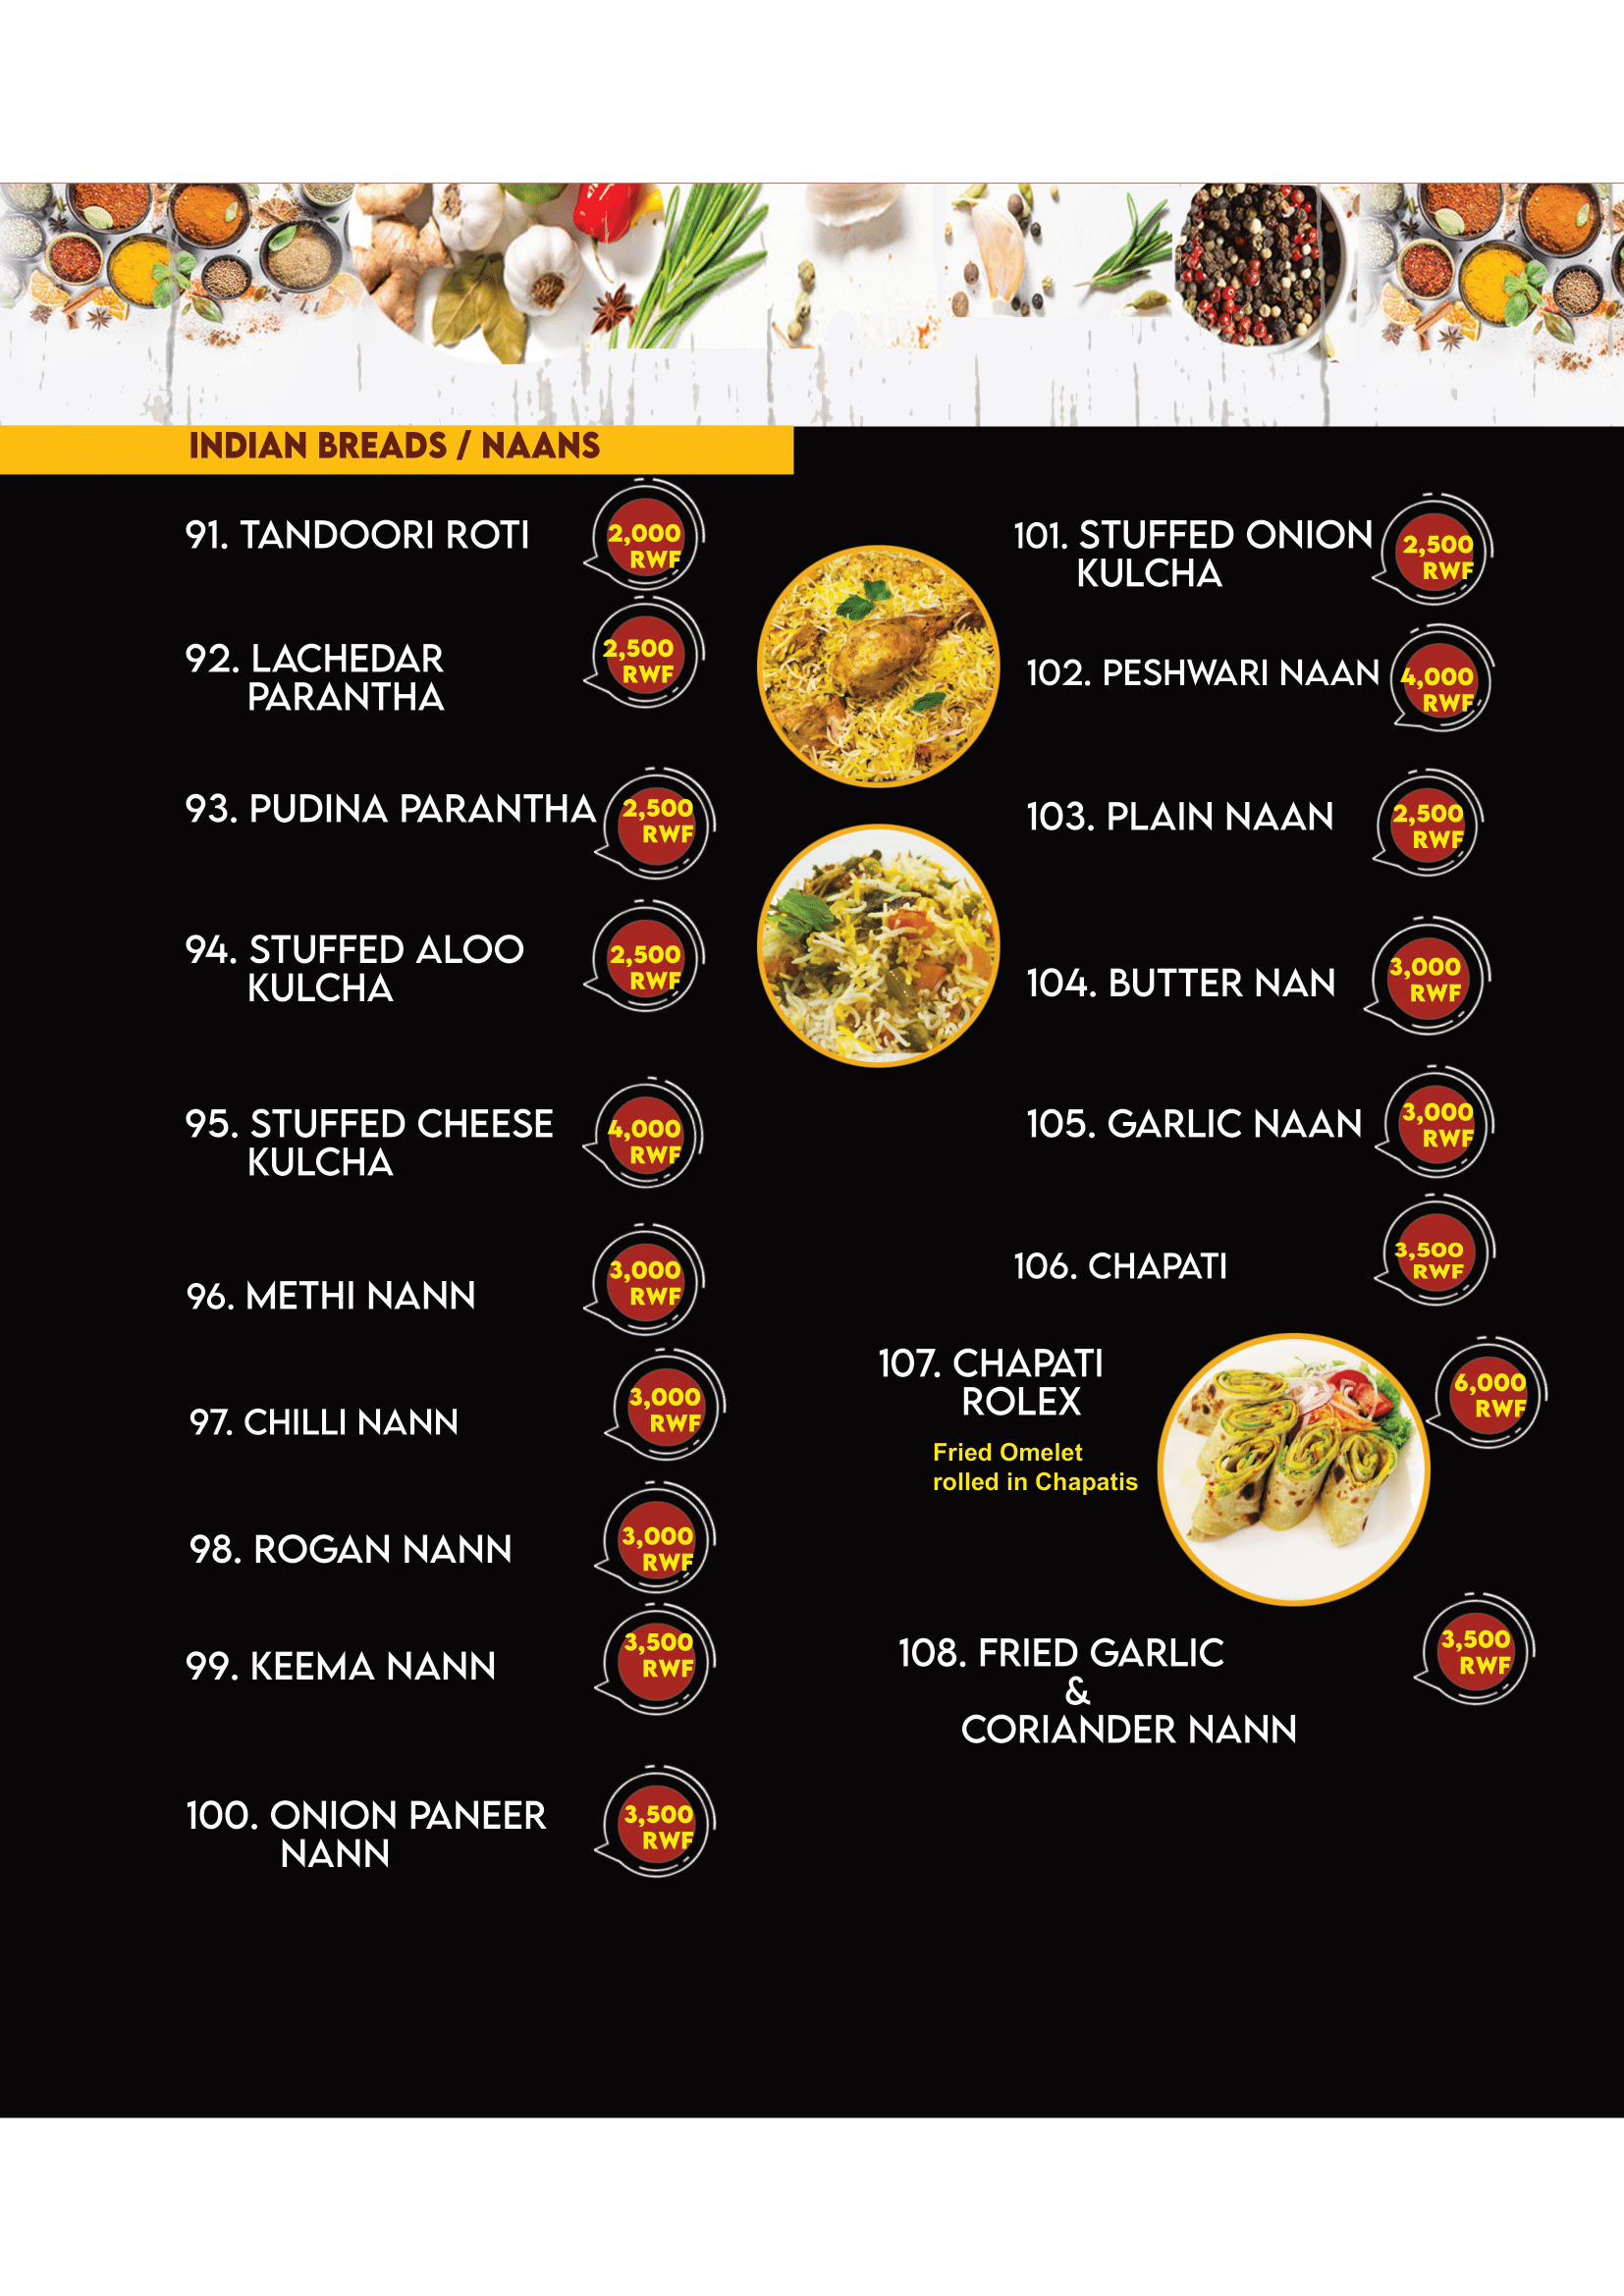 INDIAN BREADS / NAANS
91. TANDOORI ROTI
2,000
RWF
92. LACHEDAR
PARANTHA
2,500
RWF
93. PUDINA PARANTHA
2,500
RWF
94. STUFFED ALOO
KULCHA
2,500
RWF
95. STUFFED CHEESE
KULCHA
4,000
RWF
96. METHI NANN
3,000
RWF
97. CHILLI NANN
3,000
RWF
98. ROGAN NANN
3,000
RWF
99. KEEMA NANN
3,500
RWF
100. ONION PANEER
NANN
3,500
RWF
101. STUFFED ONION
KULCHA
2,500
RWF
102. PESHWARI NAAN
4,000
RWF
103. PLAIN NAAN
2,500
RWF
104. BUTTER NAN
3,000
RWF
105. GARLIC NAAN
3,000
RWF
106. CHAPATI
3,500
RWF
107. CHAPATI
ROLEX
6,000
RWF
Fried Omelet
rolled in Chapatis
108. FRIED GARLIC
&
CORIANDER NANN
3,500
RWF